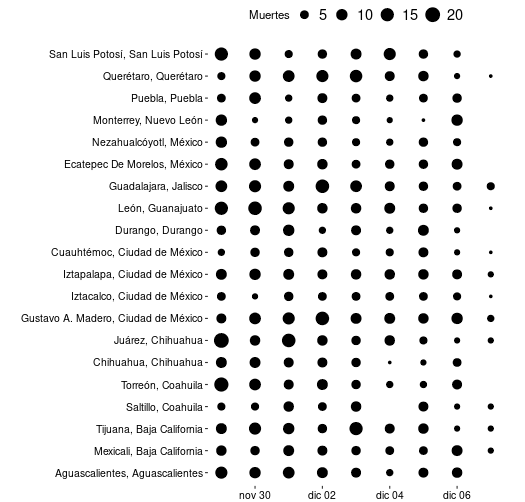 Muertes 5 10 15 20
San Luis Potosí, San Luis Potosí
Querétaro, Querétaro
Puebla, Puebla
Monterrey, Nuevo León
Nezahualcóyotl, México
Ecatepec De Morelos, México
Guadalajara, Jalisco
León, Guanajuato
Durango, Durango
Cuauhtémoc, Ciudad de México
Iztapalapa, Ciudad de México
Iztacalco, Ciudad de México
Gustavo A. Madero, Ciudad de México
Juárez, Chihuahua
Chihuahua, Chihuahua
Torreón, Coahuila
Saltillo, Coahuila
Tijuana, Baja California
Mexicali, Baja California
Aguascalientes, Aguascalientes
nov 30 dic 02 dic 04 dic 06